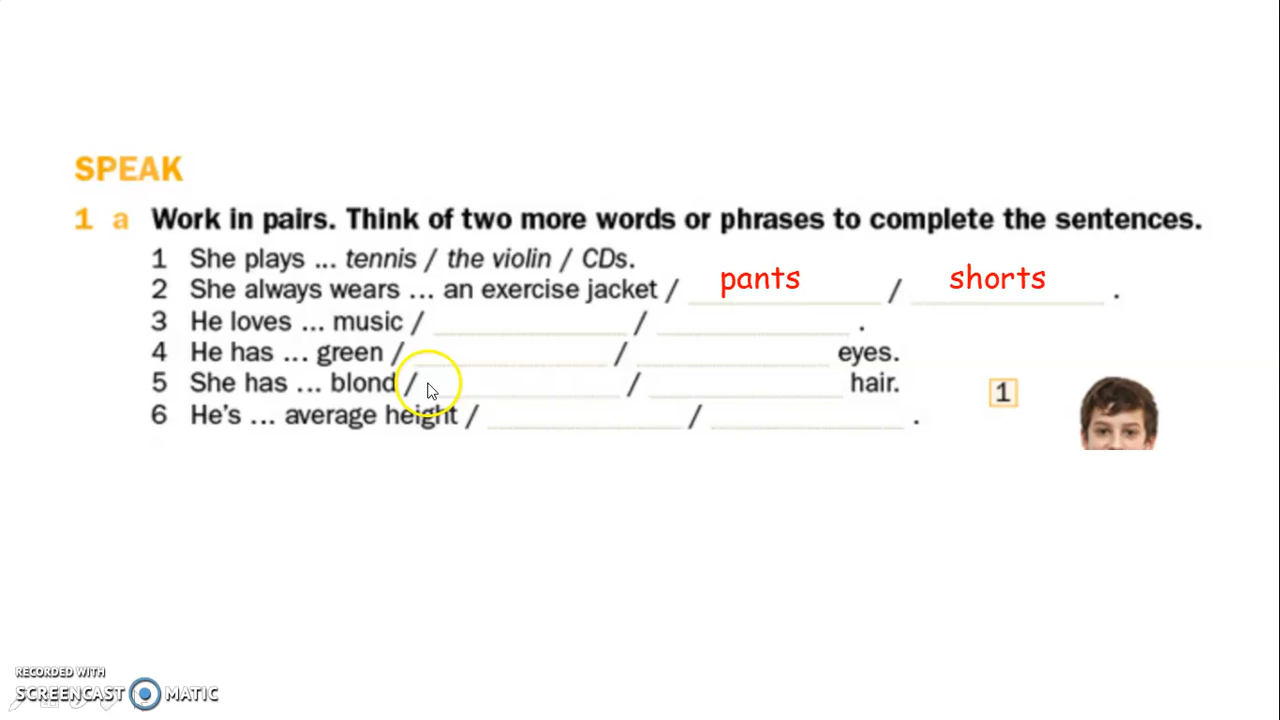 SPEAK
1 a Work in pairs. Think of two more words or phrases to complete the sentences.
1 She plays ... tennis / the violin / CDs.
2 She always wears ... an exercise jacket / pants / shorts .
3 He loves ... music / / .
4 He has ... green / / eyes.
5 She has ... blond / / hair.
6 He's ... average height / / .
1
RECORDED WITH
SCREENCAST MATIC